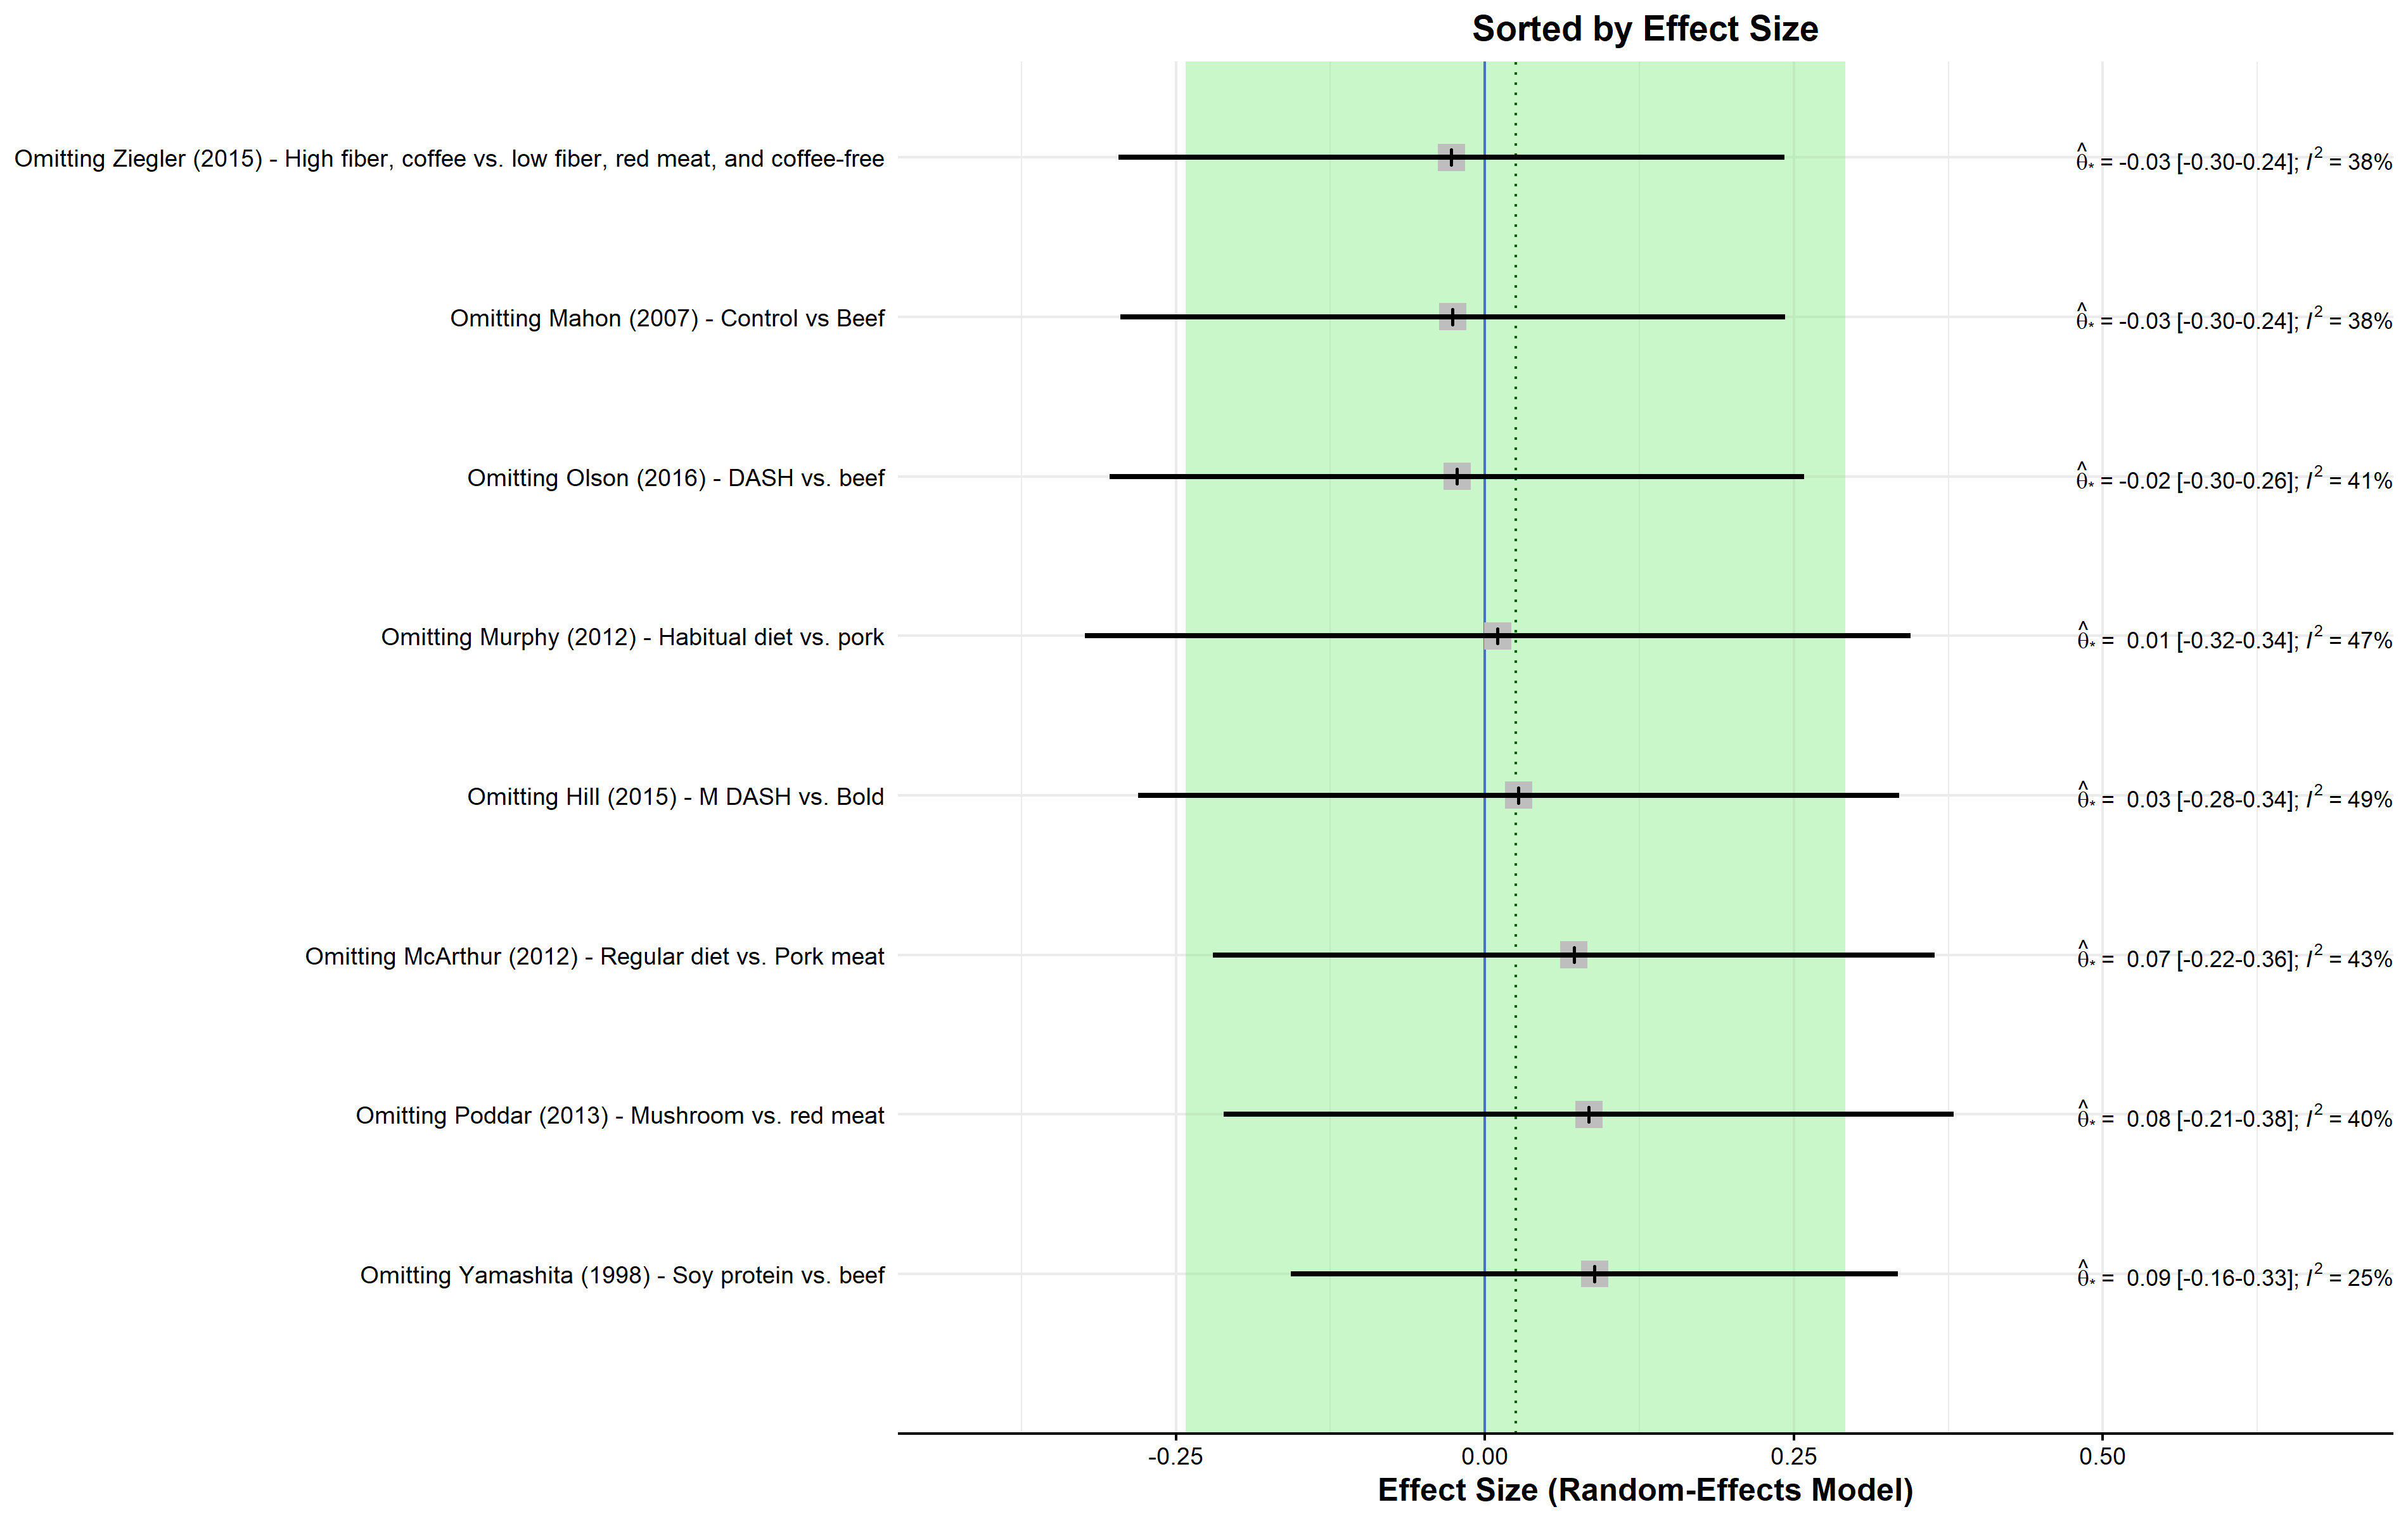 Sorted by Effect Size
Omitting Ziegler (2015) - High fiber, coffee vs. low fiber, red meat, and coffee-free θ̂* = -0.03 [-0.30-0.24]; I² = 38%
Omitting Mahon (2007) - Control vs Beef θ̂* = -0.03 [-0.30-0.24]; I² = 38%
Omitting Olson (2016) - DASH vs. beef θ̂* = -0.02 [-0.30-0.26]; I² = 41%
Omitting Murphy (2012) - Habitual diet vs. pork θ̂* = 0.01 [-0.32-0.34]; I² = 47%
Omitting Hill (2015) - M DASH vs. Bold θ̂* = 0.03 [-0.28-0.34]; I² = 49%
Omitting McArthur (2012) - Regular diet vs. Pork meat θ̂* = 0.07 [-0.22-0.36]; I² = 43%
Omitting Poddar (2013) - Mushroom vs. red meat θ̂* = 0.08 [-0.21-0.38]; I² = 40%
Omitting Yamashita (1998) - Soy protein vs. beef θ̂* = 0.09 [-0.16-0.33]; I² = 25%
-0.25 0.00 0.25 0.50
Effect Size (Random-Effects Model)